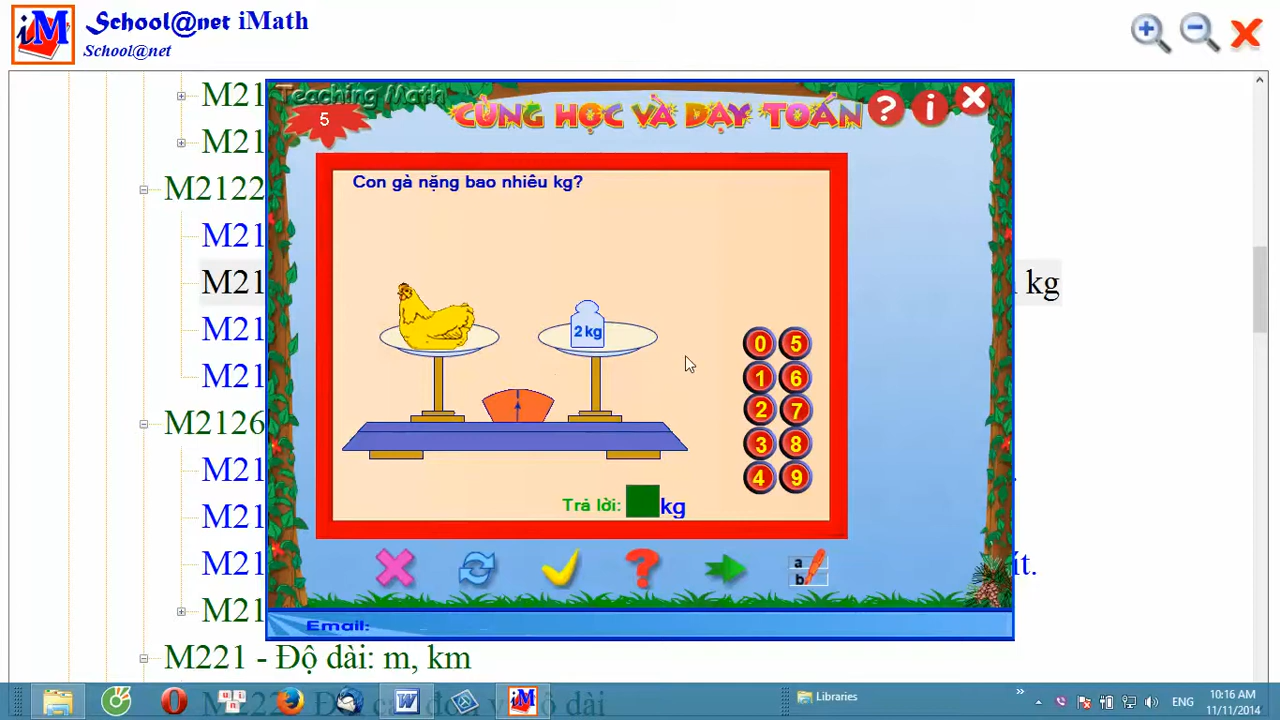 iM
School@net iMath
School@net
M21
M21
M2122
M21
M21
kg
M21
M21
M2126
M21
M21
M21
ít.
M21
M221 - Độ dài: m, km
Teaching Math
5
CÙNG HỌC VÀ DẠY TOÁN
? i X
Con gà nặng bao nhiêu kg?
2 kg
0 5
1 6
2 7
3 8
4 9
Trả lời: kg
?
a
b
Email:
Libraries
ENG
10:16 AM
11/11/2014